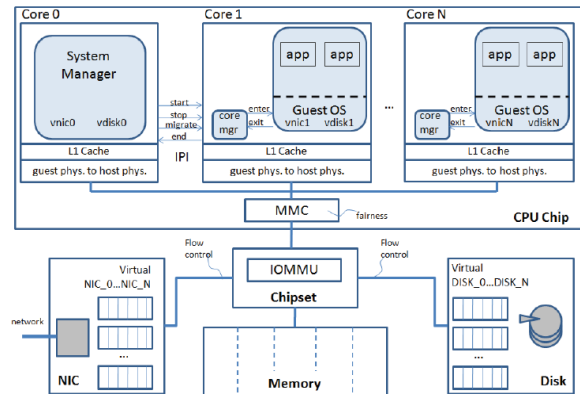 Core 0
Core 1
Core N
System
Manager
vnic0
vdisk0
start
stop
migrate
end
IPI
app
app
enter
exit
core
mgr
Guest OS
vnic1
vdisk1
...
app
app
enter
exit
core
mgr
Guest OS
vnicN
vdiskN
L1 Cache
L1 Cache
L1 Cache
guest phys. to host phys.
guest phys. to host phys.
guest phys. to host phys.
MMC
fairness
CPU Chip
Flow
control
Flow
control
IOMMU
Chipset
Virtual
NIC_0...NIC_N
network
...
NIC
Memory
Virtual
DISK_0...DISK_N
...
Disk